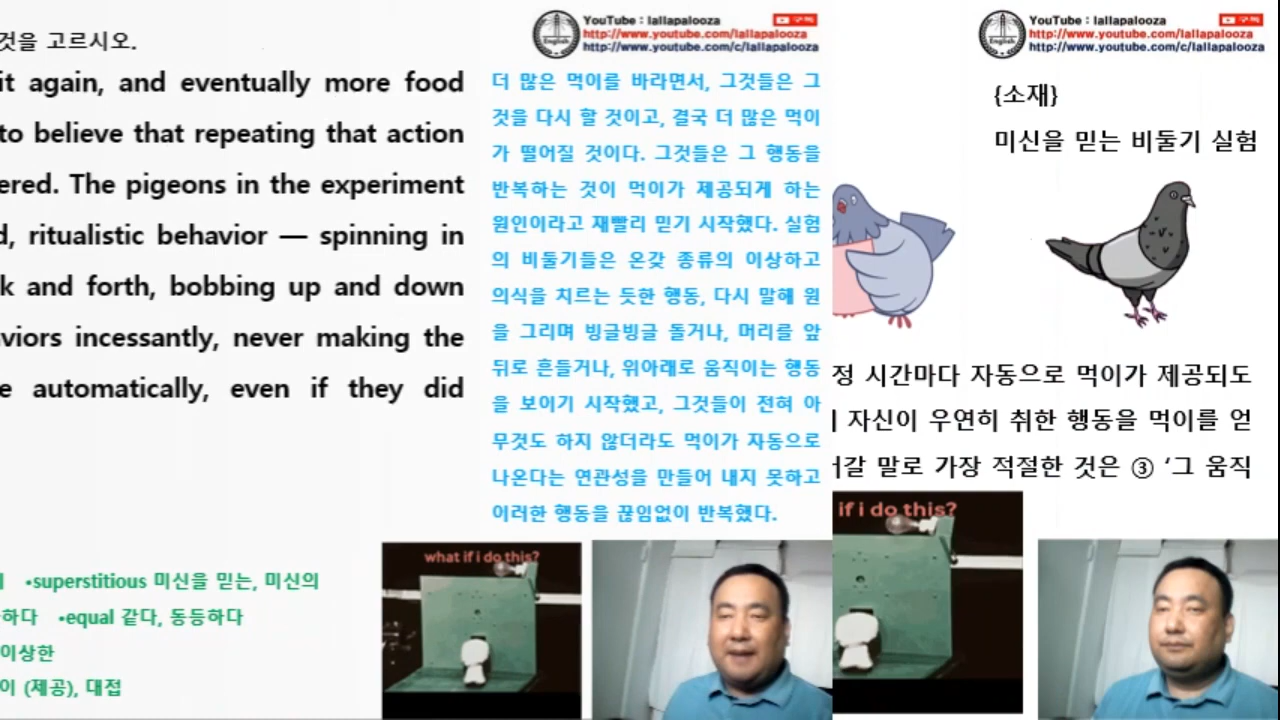 것을 고르시오.
it again, and eventually more food
to believe that repeating that action
ered. The pigeons in the experiment
d, ritualistic behavior — spinning in
k and forth, bobbing up and down
viors incessantly, never making the
e automatically, even if they did
•superstitious 미신을 믿는, 미신의
하다 •equal 같다, 동등하다
이상한
이 (제공), 대접
what if i do this?
English
YouTube : lallapalooza
구독
http://www.youtube.com/lallapalooza
http://www.youtube.com/c/lallapalooza
더 많은 먹이를 바라면서, 그것들은 그
것을 다시 할 것이고, 결국 더 많은 먹이
가 떨어질 것이다. 그것들은 그 행동을
반복하는 것이 먹이가 제공되게 하는
원인이라고 재빨리 믿기 시작했다. 실험
의 비둘기들은 온갖 종류의 이상하고
의식을 치르는 듯한 행동, 다시 말해 원
을 그리며 빙글빙글 돌거나, 머리를 앞
뒤로 흔들거나, 위아래로 움직이는 행동
을 보이기 시작했고, 그것들이 전혀 아
무것도 하지 않더라도 먹이가 자동으로
나온다는 연관성을 만들어 내지 못하고
이러한 행동을 끊임없이 반복했다.
English
YouTube : lallapalooza
구독
http://www.youtube.com/lallapalooza
http://www.youtube.com/c/lallapalooza
{소재}
미신을 믿는 비둘기 실험
정 시간마다 자동으로 먹이가 제공되도
자신이 우연히 취한 행동을 먹이를 얻
갈 말로 가장 적절한 것은 ③ ‘그 움직
if i do this?